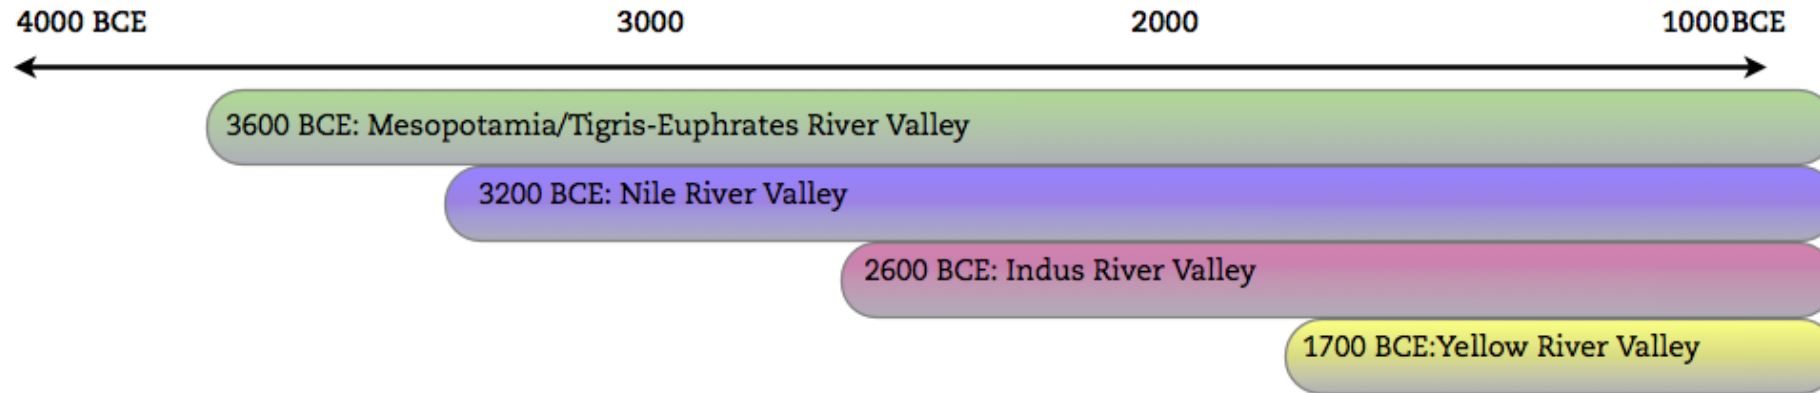 4000 BCE 3000 2000 1000BCE
3600 BCE: Mesopotamia/Tigris-Euphrates River Valley
3200 BCE: Nile River Valley
2600 BCE: Indus River Valley
1700 BCE:Yellow River Valley